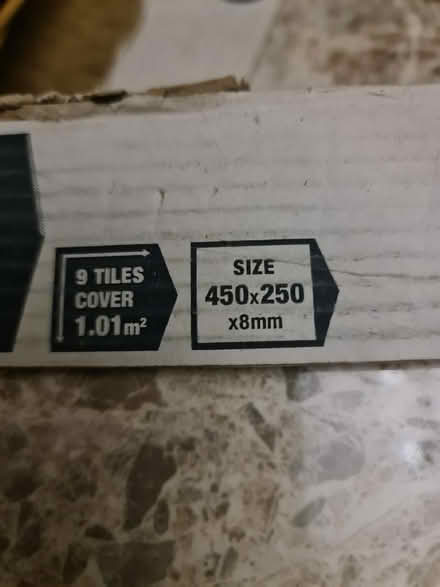 9 TILES
COVER
1.01m²
SIZE
450x250
x8mm